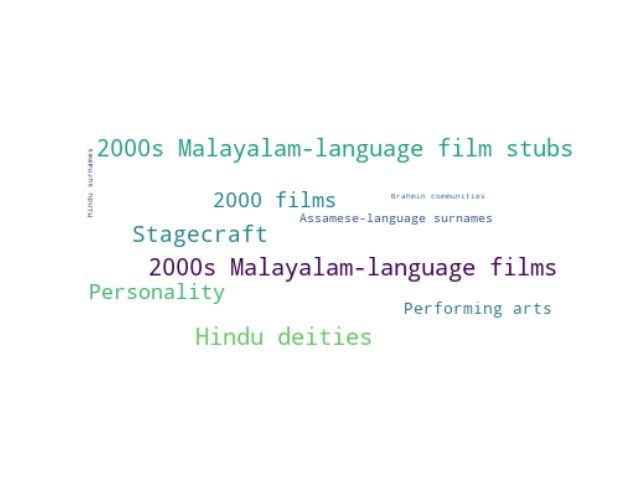 2000s Malayalam-language film stubs
Hindu surnames
2000 films
Brahmin communities
Assamese-language surnames
Stagecraft
2000s Malayalam-language films
Personality
Performing arts
Hindu deities